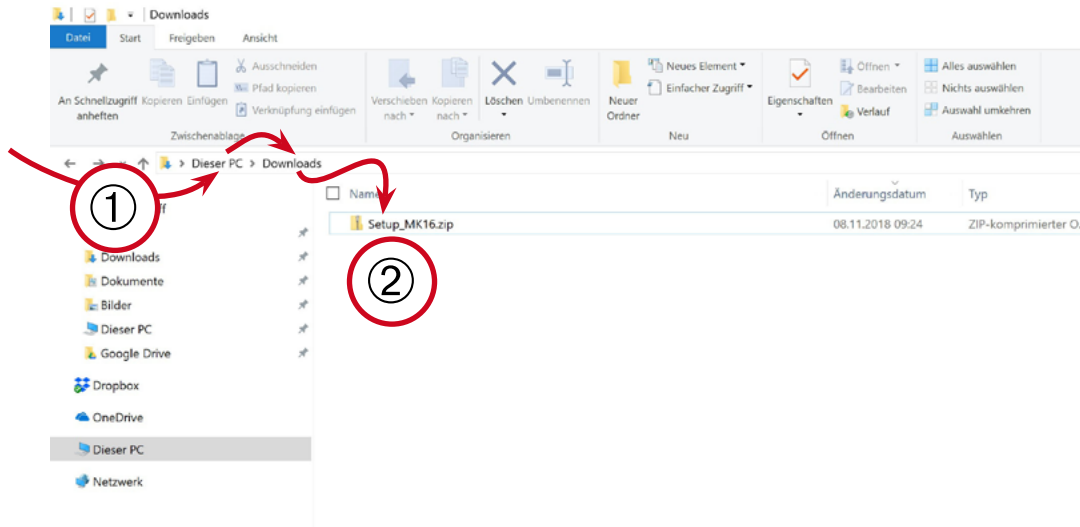 Downloads
Datei Start Freigeben Ansicht
An Schnellzugriff anheften
Kopieren
Einfügen
Ausschneiden
Pfad kopieren
Verknüpfung einfügen
Zwischenablage
Verschieben nach
Kopieren nach
Löschen
Umbenennen
Organisieren
Neuer Ordner
Neues Element
Einfacher Zugriff
Neu
Eigenschaften
Öffnen
Bearbeiten
Verlauf
Öffnen
Alles auswählen
Nichts auswählen
Auswahl umkehren
Auswählen
Dieser PC > Downloads
①
Name Änderungsdatum Typ
Setup_MK16.zip 08.11.2018 09:24 ZIP-komprimierter O
②
Downloads
Dokumente
Bilder
Dieser PC
Google Drive
Dropbox
OneDrive
Dieser PC
Netzwerk